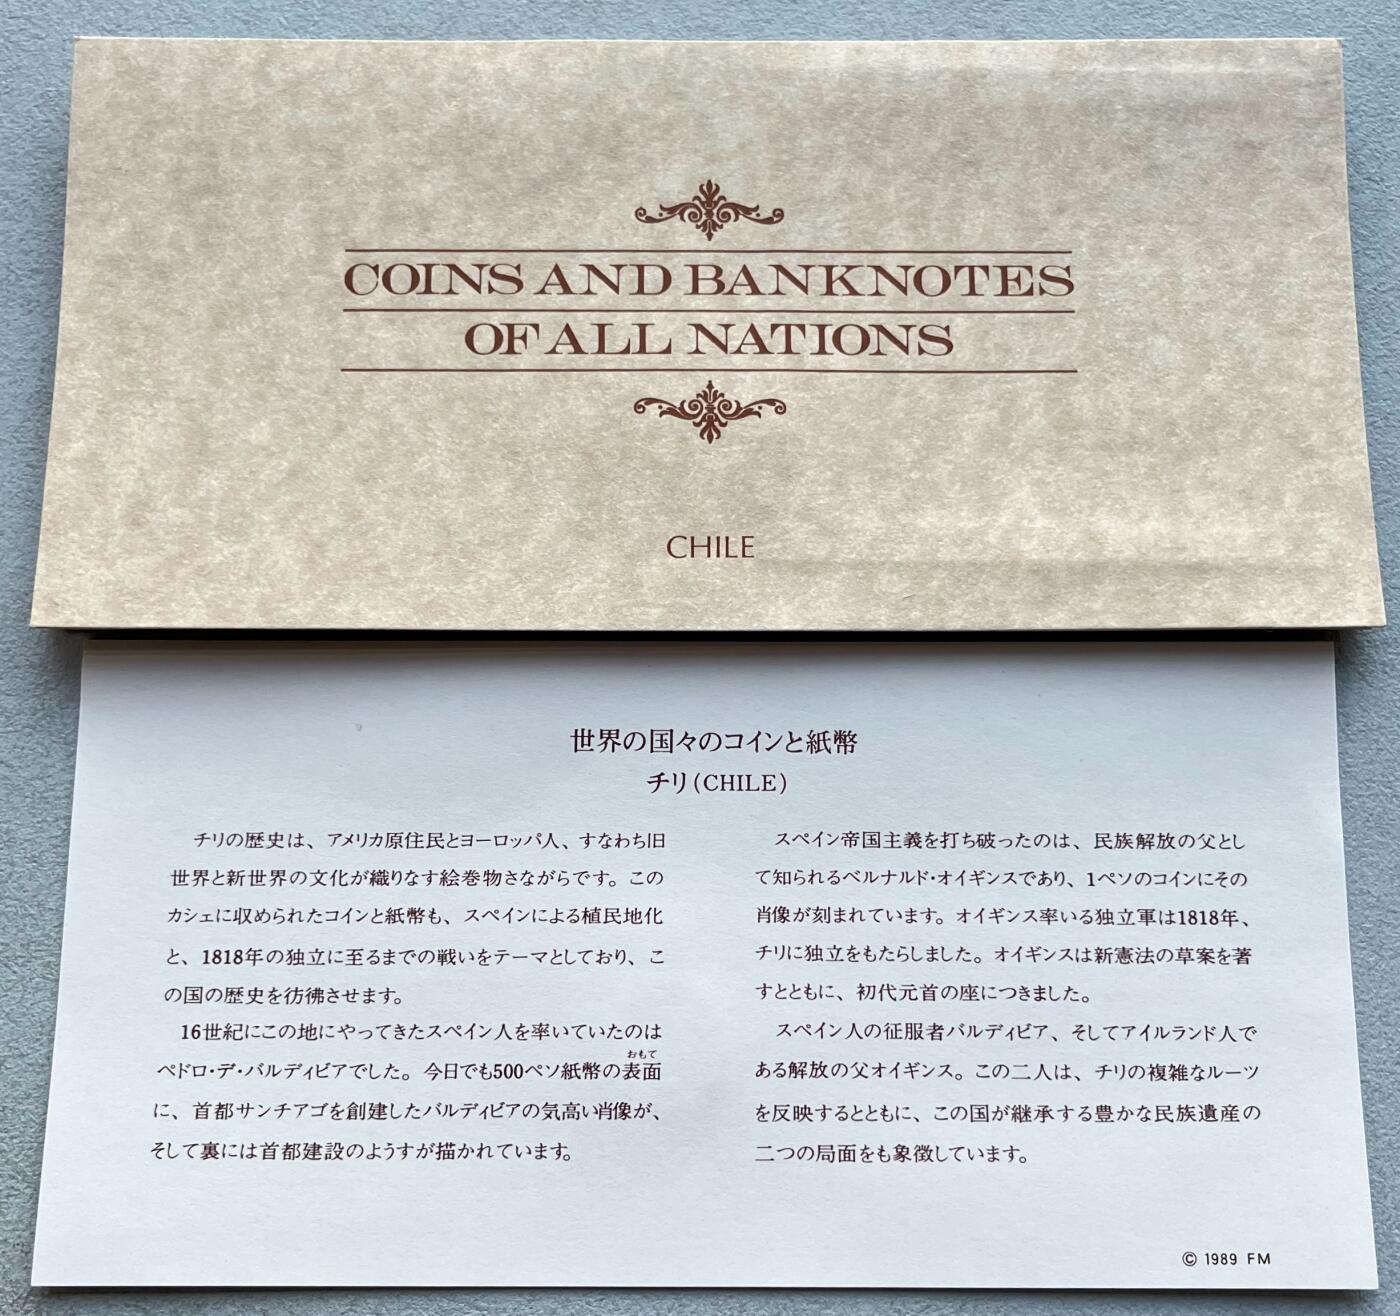 COINS AND BANKNOTES
OF ALL NATIONS
CHILE
世界の国々のコインと紙幣
チリ(CHILE)
チリの歴史は、アメリカ原住民とヨーロッパ人、すなわち旧
世界と新世界の文化が織りなす絵巻物さながらです。この
カシェに収められたコインと紙幣も、スペインによる植民地化
と、1818年の独立に至るまでの戦いをテーマとしており、こ
の国の歴史を彷彿させます。
16世紀にこの地にやってきたスペイン人を率いていたのは
ペドロ・デ・バルディビアでした。今日でも500ペソ紙幣の表面
おもて
に、首都サンチアゴを創建したバルディビアの気高い肖像が、
そして裏には首都建設のようすが描かれています。
スペイン帝国主義を打ち破ったのは、民族解放の父とし
て知られるベルナルド・オイギンスであり、1ペソのコインにその
肖像が刻まれています。オイギンス率いる独立軍は1818年、
チリに独立をもたらしました。オイギンスは新憲法の草案を著
すとともに、初代元首の座につきました。
スペイン人の征服者バルディビア、そしてアイルランド人で
ある解放の父オイギンス。この二人は、チリの複雑なルーツ
を反映するとともに、この国が継承する豊かな民族遺産の
二つの局面をも象徴しています。
© 1989 FM